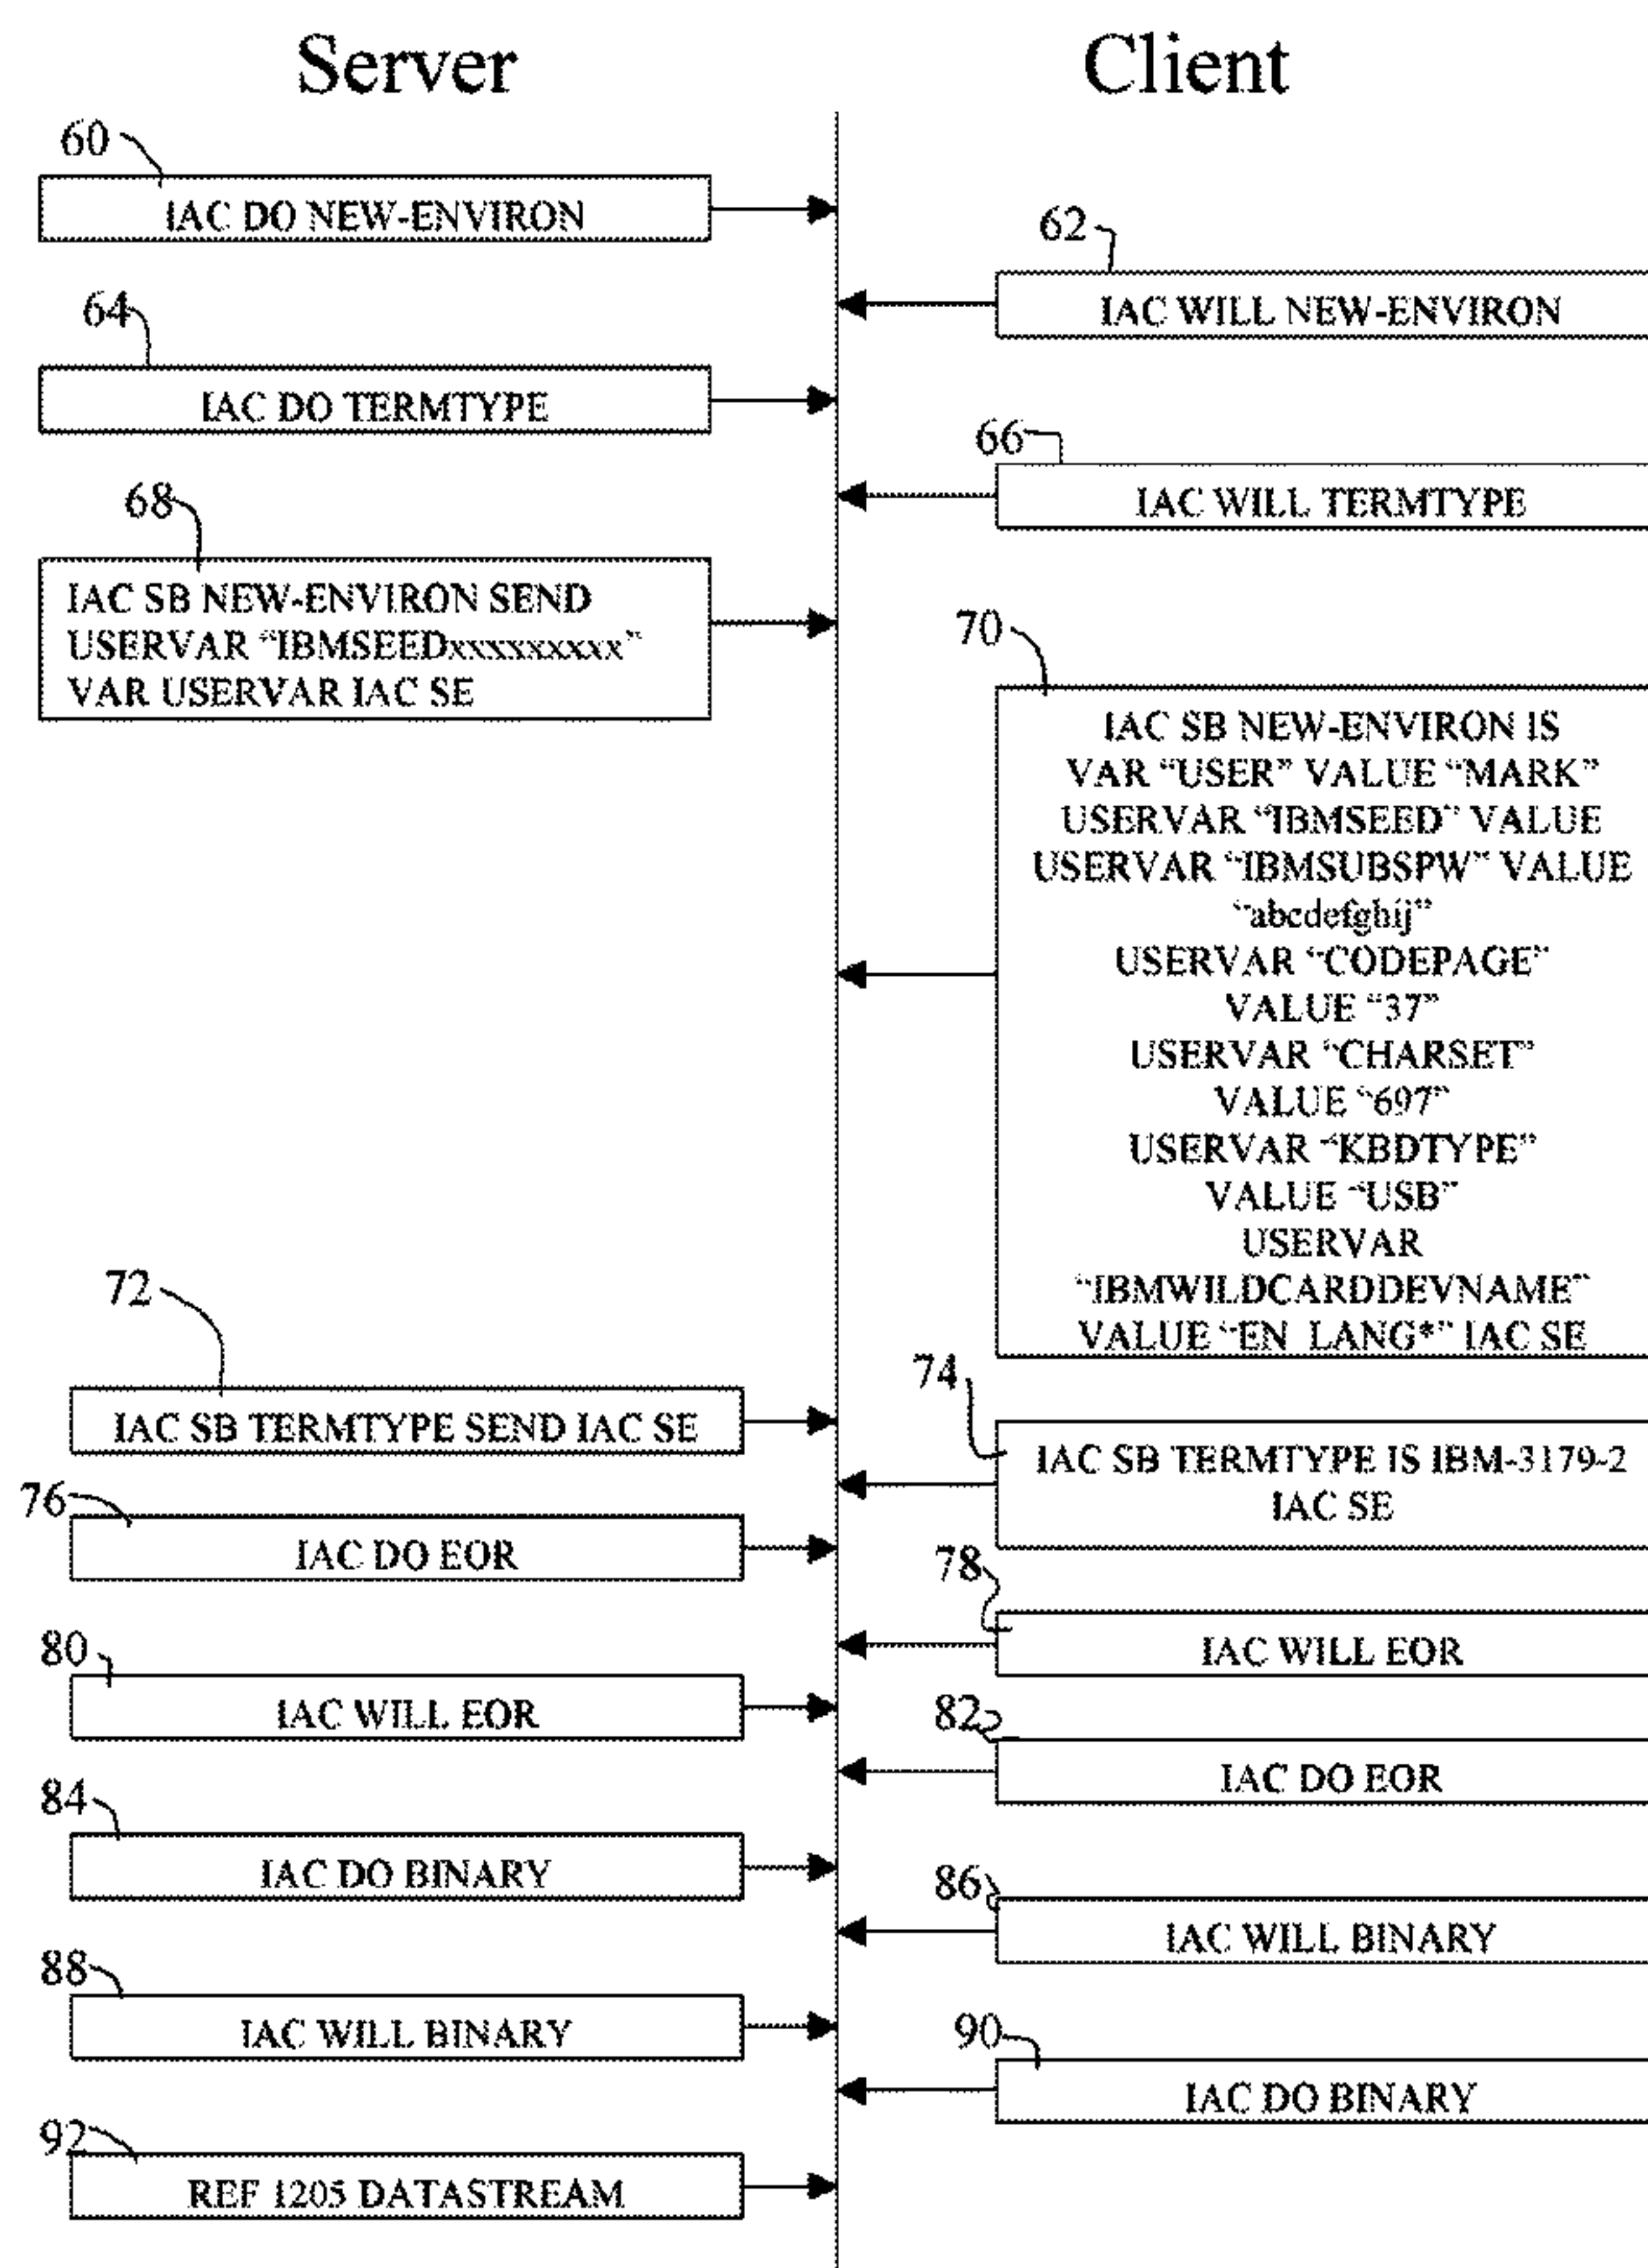 Server
Client
60
IAC DO NEW-ENVIRON
62
IAC WILL NEW-ENVIRON
64
IAC DO TERMTYPE
66
IAC WILL TERMTYPE
68
IAC SB NEW-ENVIRON SEND
USERVAR “IBMSEEDxxxxxxxxx”
VAR USERVAR IAC SE
70
IAC SB NEW-ENVIRON IS
VAR “USER” VALUE “MARK”
USERVAR “IBMSEED” VALUE
USERVAR “IBMSUBSPW” VALUE
“abcdefghij”
USERVAR “CODEPAGE”
VALUE “37”
USERVAR “CHARSET”
VALUE “697”
USERVAR “KBDTYPE”
VALUE “USB”
USERVAR
“IBMWILDCARDDEVNAME”
VALUE “EN_LANG*” IAC SE
72
IAC SB TERMTYPE SEND IAC SE
74
IAC SB TERMTYPE IS IBM-3179-2
IAC SE
76
IAC DO EOR
78
IAC WILL EOR
80
IAC WILL EOR
82
IAC DO EOR
84
IAC DO BINARY
86
IAC WILL BINARY
88
IAC WILL BINARY
90
IAC DO BINARY
92
REF 1205 DATASTREAM